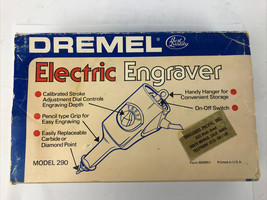 DREMEL
Best Quality
Electric Engraver
Calibrated Stroke
Adjustment Dial Controls
Engraving Depth
Pencil type Grip for
Easy Engraving
Easily Replaceable
Carbide or
Diamond Point
MODEL 290
Handy Hanger for
Convenient Storage
On-Off Switch
Printed in U.S.A.